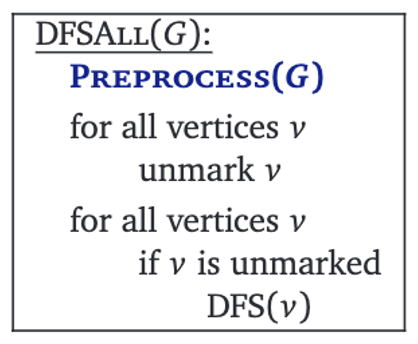 DFSALL(G):
PREPROCESS(G)
for all vertices v
unmark v
for all vertices v
if v is unmarked
DFS(v)